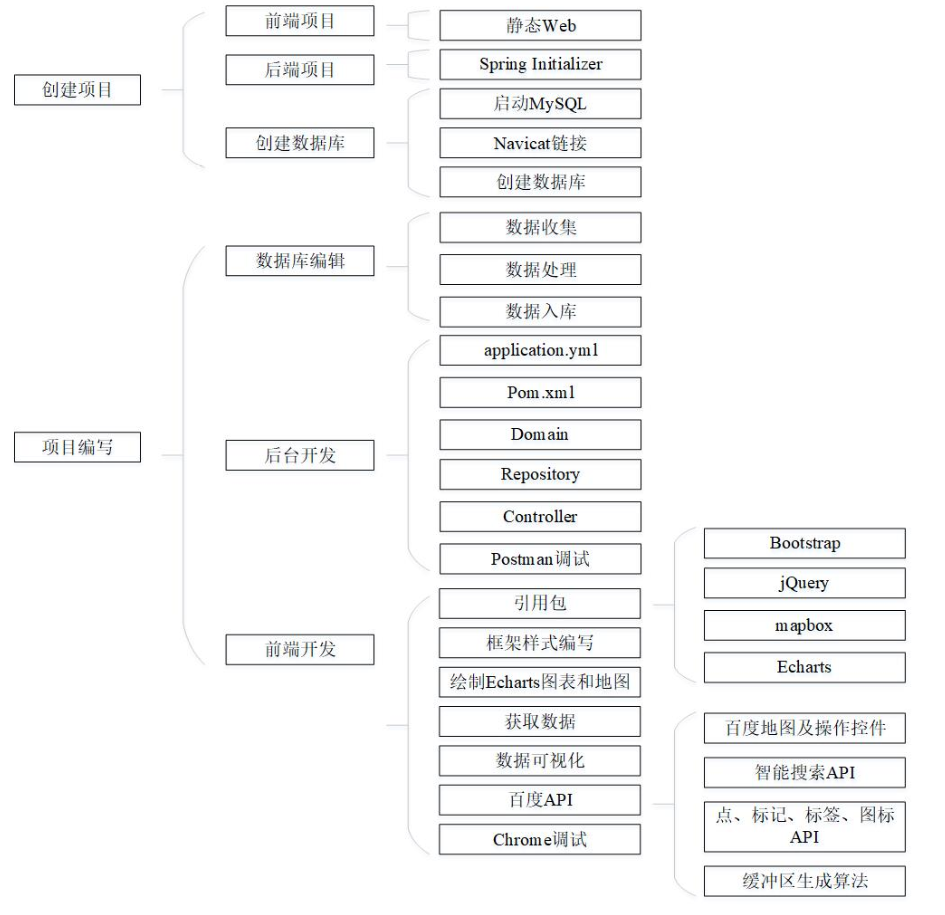 创建项目
前端项目
静态Web
后端项目
Spring Initializer
创建数据库
启动MySQL
Navicat链接
创建数据库
项目编写
数据库编辑
数据收集
数据处理
数据入库
后台开发
application.yml
Pom.xml
Domain
Repository
Controller
Postman调试
前端开发
引用包
Bootstrap
jQuery
mapbox
Echarts
框架样式编写
绘制Echarts图表和地图
获取数据
数据可视化
百度API
百度地图及操作控件
智能搜索API
点、标记、标签、图标
API
缓冲区生成算法
Chrome调试